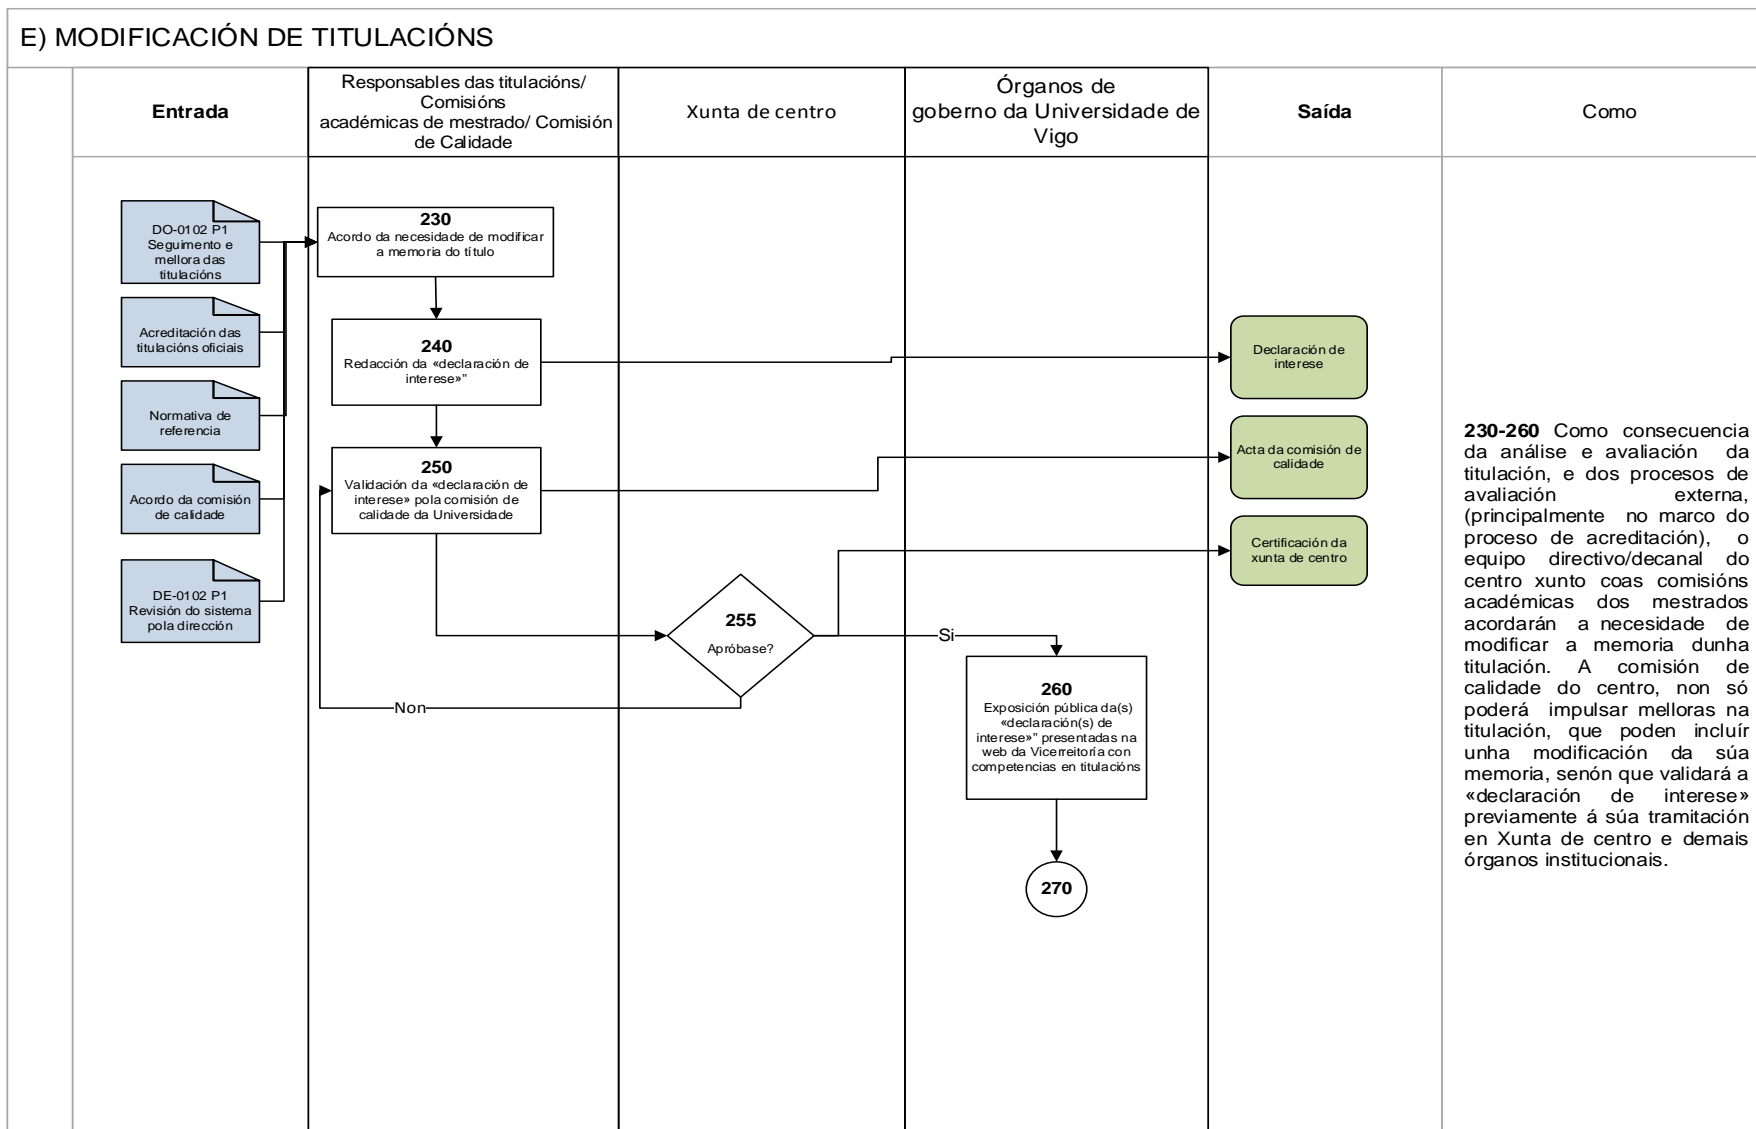 E) MODIFICACIÓN DE TITULACIÓNS
Entrada
Responsables das titulacións/
Comisións
académicas de mestrado/ Comisión
de Calidade
Xunta de centro
Órganos de
goberno da Universidade de
Vigo
Saída
Como
DO-0102 P1
Seguimento e
mellora das
titulacións
Acreditación das
titulacións oficiais
Normativa de
referencia
Acordo da comisión
de calidade
DE-0102 P1
Revisión do sistema
pola dirección
230
Acordo da necesidade de modificar
a memoria do título
240
Redacción da «declaración de
interese»”
250
Validación da «declaración de
interese» pola comisión de
calidade da Universidade
255
Apróbase?
Si
Non
260
Exposición pública da(s)
«declaración(s) de
interese»” presentadas na
web da Vicerreitoría con
competencias en titulacións
270
Declaración de
interese
Acta da comisión de
calidade
Certificación da
xunta de centro
230-260 Como consecuencia
da análise e avaliación da
titulación, e dos procesos de
avaliación externa,
(principalmente no marco do
proceso de acreditación), o
equipo directivo/decanal do
centro xunto coas comisións
académicas dos mestrados
acordarán a necesidade de
modificar a memoria dunha
titulación. A comisión de
calidade do centro, non só
poderá impulsar melloras na
titulación, que poden incluír
unha modificación da súa
memoria, senón que validará a
«declaración de interese»
previamente á súa tramitación
en Xunta de centro e demais
órganos institucionais.